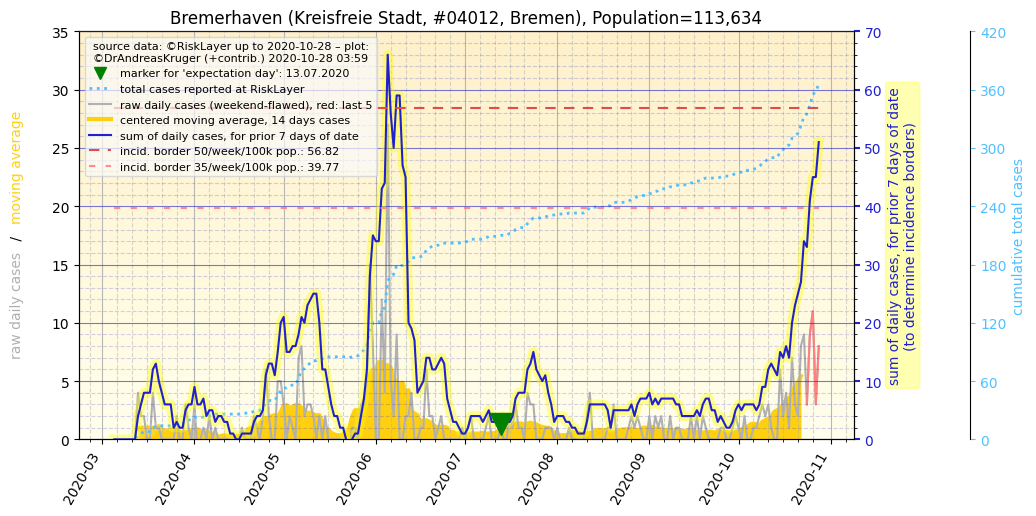 Bremerhaven (Kreisfreie Stadt, #04012, Bremen), Population=113,634
source data: ©RiskLayer up to 2020-10-28 – plot:
©DrAndreasKruger (+contrib.) 2020-10-28 03:59
marker for 'expectation day': 13.07.2020
total cases reported at RiskLayer
raw daily cases (weekend-flawed), red: last 5
centered moving average, 14 days cases
sum of daily cases, for prior 7 days of date
incid. border 50/week/100k pop.: 56.82
incid. border 35/week/100k pop.: 39.77
raw daily cases / moving average
35
30
25
20
15
10
5
0
70
60
50
40
30
20
10
0
sum of daily cases, for prior 7 days of date
(to determine incidence borders)
420
360
300
240
180
120
60
0
cumulative total cases
2020-03
2020-04
2020-05
2020-06
2020-07
2020-08
2020-09
2020-10
2020-11